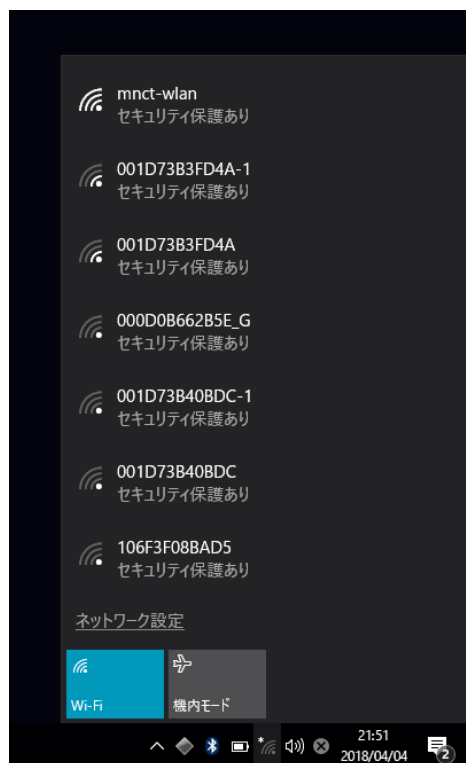 mnct-wlan
セキュリティ保護あり
001D73B3FD4A-1
セキュリティ保護あり
001D73B3FD4A
セキュリティ保護あり
000D0B662B5E_G
セキュリティ保護あり
001D73B40BDC-1
セキュリティ保護あり
001D73B40BDC
セキュリティ保護あり
106F3F08BAD5
セキュリティ保護あり
ネットワーク設定
Wi-Fi 機内モード
21:51
2018/04/04
2